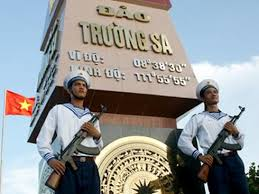 ĐẢO
TRƯỜNG SA
VĨ ĐỘ: 08° 38' 30"
KINH ĐỘ: 111° 55' 55"